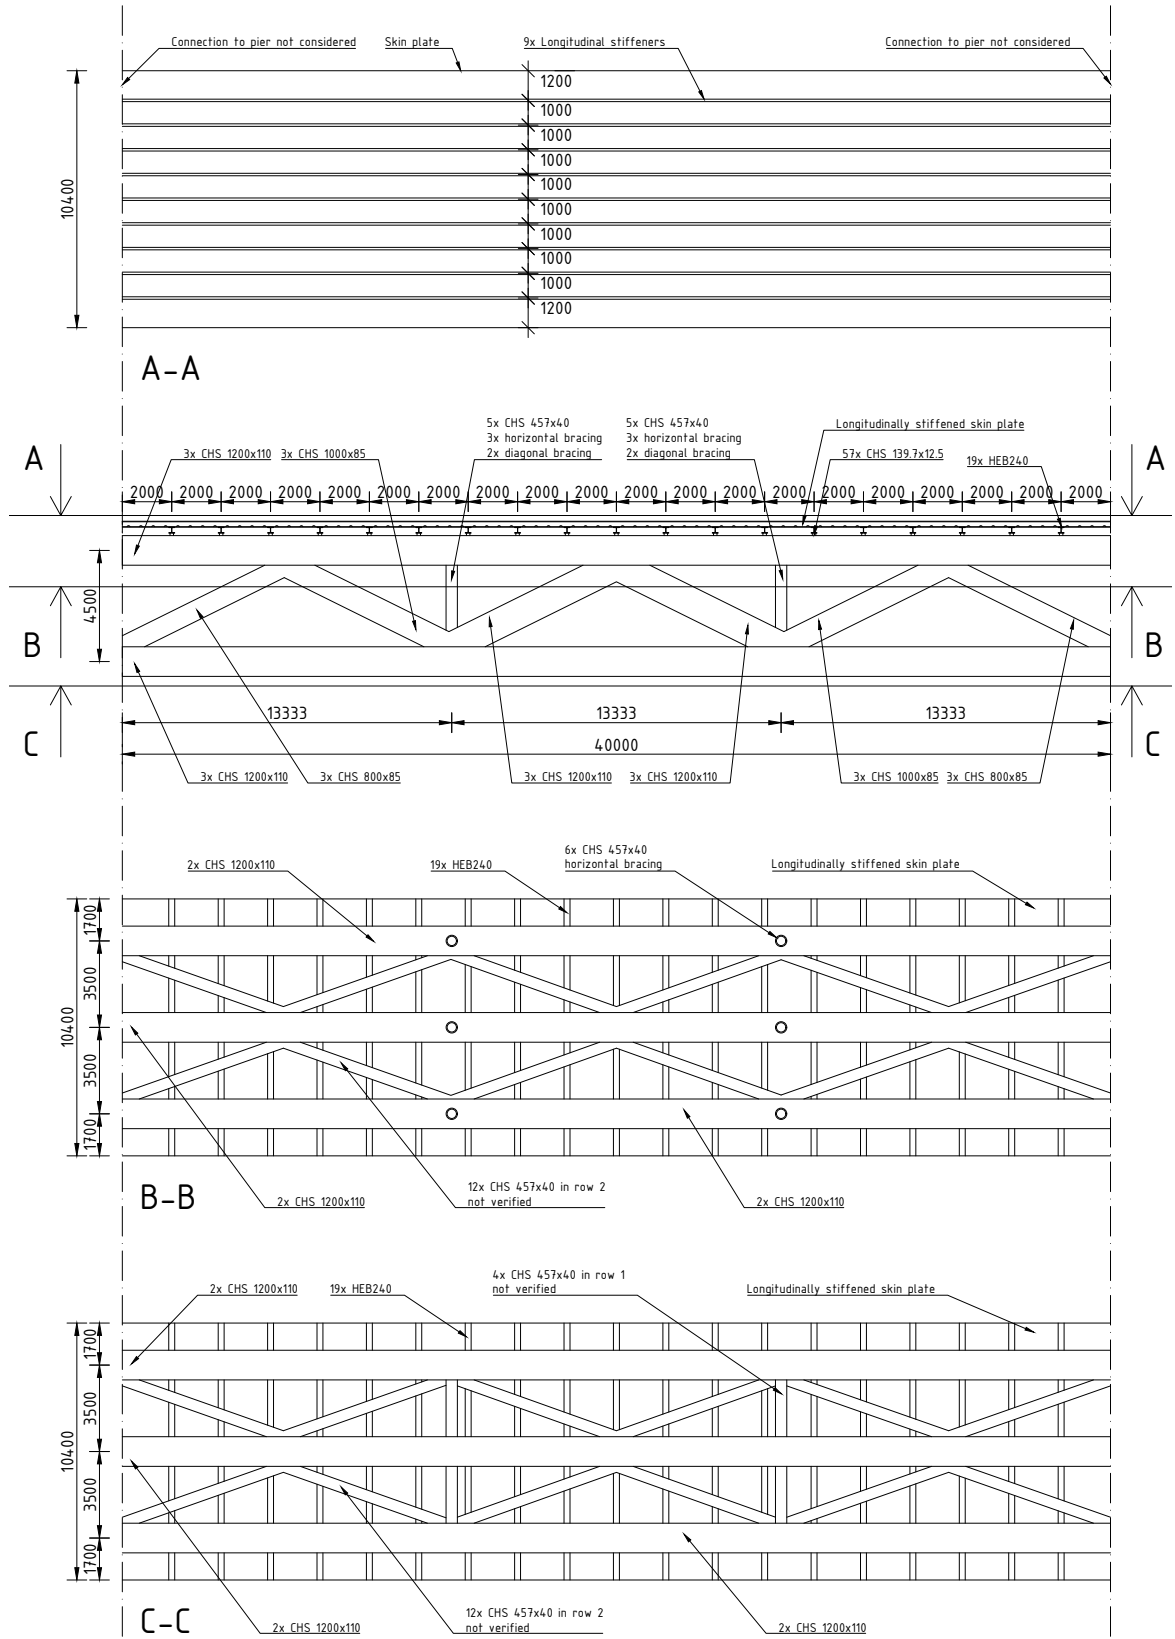 Connection to pier not considered
Skin plate
9x Longitudinal stiffeners
Connection to pier not considered
10400
1200
1000
1000
1000
1000
1000
1000
1000
1000
1200
A-A
5x CHS 457x40
3x horizontal bracing
2x diagonal bracing
5x CHS 457x40
3x horizontal bracing
2x diagonal bracing
Longitudinally stiffened skin plate
A
3x CHS 1200x110
3x CHS 1000x85
57x CHS 139.7x12.5
19x HEB240
A
2000 2000 2000 2000 2000 2000 2000 2000 2000 2000 2000 2000 2000 2000 2000 2000 2000 2000 2000 2000
4500
B
B
C
13333
13333
13333
C
40000
3x CHS 1200x110
3x CHS 800x85
3x CHS 1200x110
3x CHS 1200x110
3x CHS 1000x85
3x CHS 800x85
2x CHS 1200x110
19x HEB240
6x CHS 457x40
horizontal bracing
Longitudinally stiffened skin plate
10400
1700
3500
3500
1700
B-B
2x CHS 1200x110
12x CHS 457x40 in row 2
not verified
2x CHS 1200x110
2x CHS 1200x110
19x HEB240
4x CHS 457x40 in row 1
not verified
Longitudinally stiffened skin plate
10400
1700
3500
3500
1700
C-C
2x CHS 1200x110
12x CHS 457x40 in row 2
not verified
2x CHS 1200x110